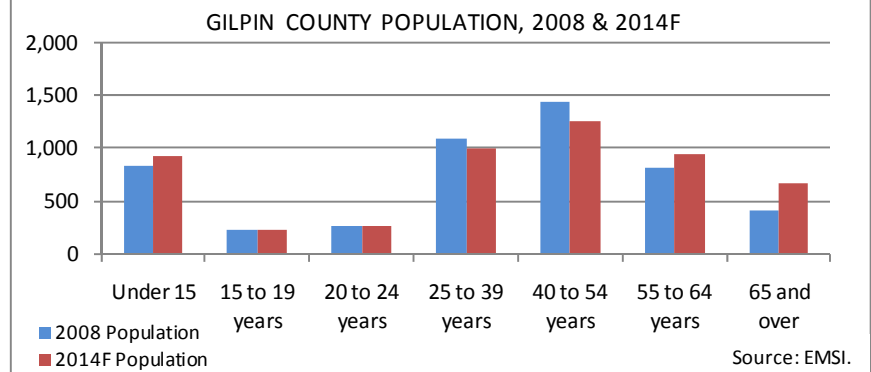 GILPIN COUNTY POPULATION, 2008 & 2014F
2,000
1,500
1,000
500
0
Under 15
15 to 19 years
20 to 24 years
25 to 39 years
40 to 54 years
55 to 64 years
65 and over
2008 Population
2014F Population
Source: EMSI.